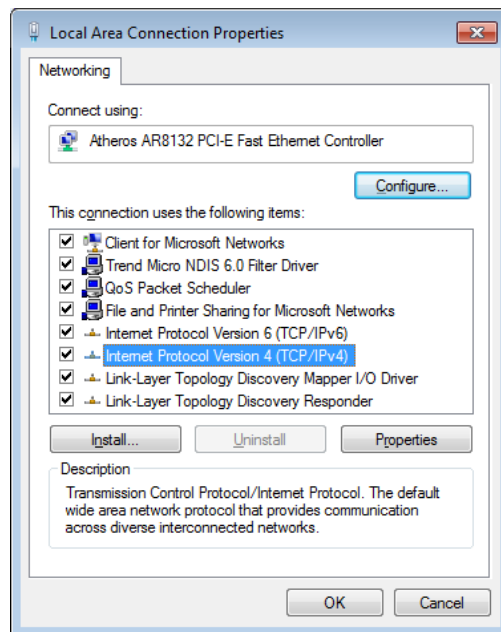 Local Area Connection Properties
Networking
Connect using:
Atheros AR8132 PCI-E Fast Ethernet Controller
Configure...
This connection uses the following items:
Client for Microsoft Networks
Trend Micro NDIS 6.0 Filter Driver
QoS Packet Scheduler
File and Printer Sharing for Microsoft Networks
Internet Protocol Version 6 (TCP/IPv6)
Internet Protocol Version 4 (TCP/IPv4)
Link-Layer Topology Discovery Mapper I/O Driver
Link-Layer Topology Discovery Responder
Install... Uninstall Properties
Description
Transmission Control Protocol/Internet Protocol. The default
wide area network protocol that provides communication
across diverse interconnected networks.
OK Cancel